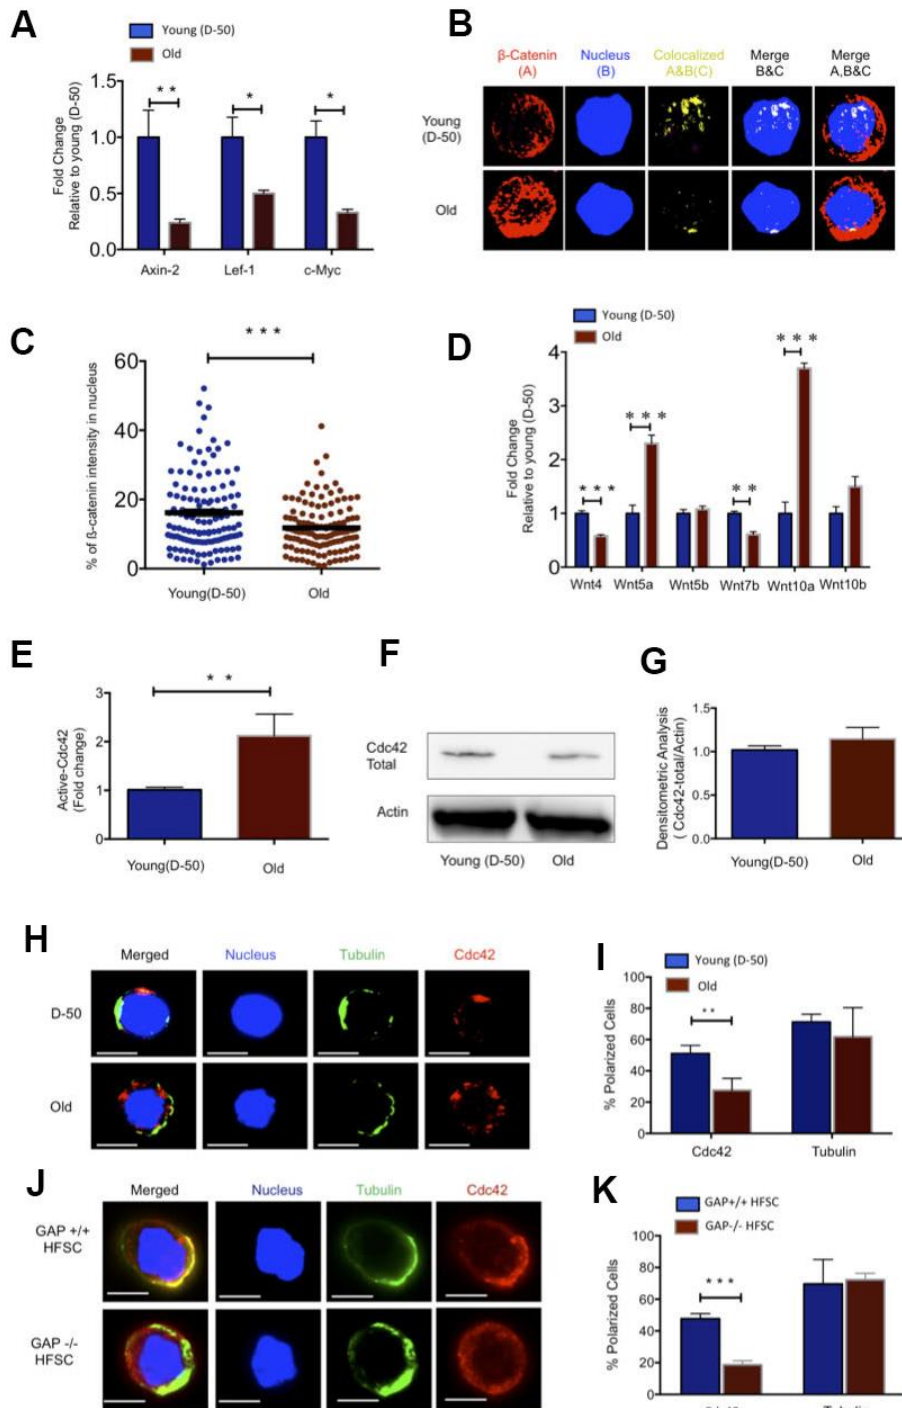 A
Young (D-50)
Old
Fold Change
Relative to young (D-50)
1.5
1.0
0.5
0.0
* *
*
*
Axin-2 Lef-1 c-Myc
B
β-Catenin (A)
Nucleus (B)
Colocalized A&B(C)
Merge B&C
Merge A,B&C
Young (D-50)
Old
C
* * *
% of ß-catenin intensity in nucleus
60
40
20
0
Young(D-50) Old
D
Young (D-50)
Old
Fold Change
Relative to young (D-50)
4
3
2
1
0
* * *
* * *
* *
* * *
Wnt4 Wnt5a Wnt5b Wnt7b Wnt10a Wnt10b
E
* *
Active-Cdc42
(Fold change)
3
2
1
0
Young(D-50) Old
F
Cdc42
Total
Actin
Young (D-50) Old
G
Densitometric Analysis
( Cdc42-total/Actin)
1.5
1.0
0.5
0.0
Young(D-50) Old
H
Merged Nucleus Tubulin Cdc42
D-50
Old
I
Young (D-50)
Old
% Polarized Cells
100
80
60
40
20
0
* *
Cdc42 Tubulin
J
Merged Nucleus Tubulin Cdc42
GAP +/+
HFSC
GAP -/-
HFSC
K
GAP+/+ HFSC
GAP-/- HFSC
% Polarized Cells
100
80
60
40
20
0
* * *